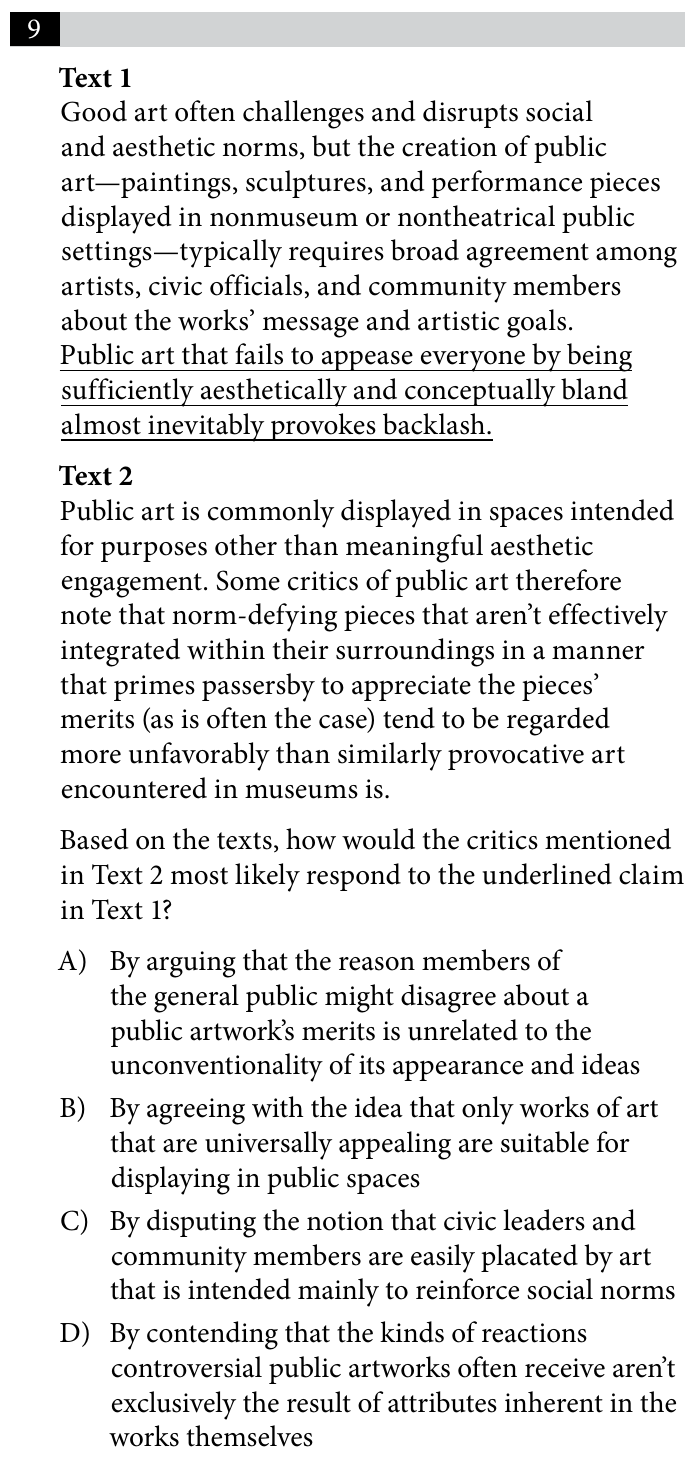 9
Text 1
Good art often challenges and disrupts social
and aesthetic norms, but the creation of public
art—paintings, sculptures, and performance pieces
displayed in nonmuseum or nontheatrical public
settings—typically requires broad agreement among
artists, civic officials, and community members
about the works’ message and artistic goals.
Public art that fails to appease everyone by being
sufficiently aesthetically and conceptually bland
almost inevitably provokes backlash.
Text 2
Public art is commonly displayed in spaces intended
for purposes other than meaningful aesthetic
engagement. Some critics of public art therefore
note that norm-defying pieces that aren’t effectively
integrated within their surroundings in a manner
that primes passersby to appreciate the pieces’
merits (as is often the case) tend to be regarded
more unfavorably than similarly provocative art
encountered in museums is.
Based on the texts, how would the critics mentioned
in Text 2 most likely respond to the underlined claim
in Text 1?
A) By arguing that the reason members of
the general public might disagree about a
public artwork’s merits is unrelated to the
unconventionality of its appearance and ideas
B) By agreeing with the idea that only works of art
that are universally appealing are suitable for
displaying in public spaces
C) By disputing the notion that civic leaders and
community members are easily placated by art
that is intended mainly to reinforce social norms
D) By contending that the kinds of reactions
controversial public artworks often receive aren’t
exclusively the result of attributes inherent in the
works themselves